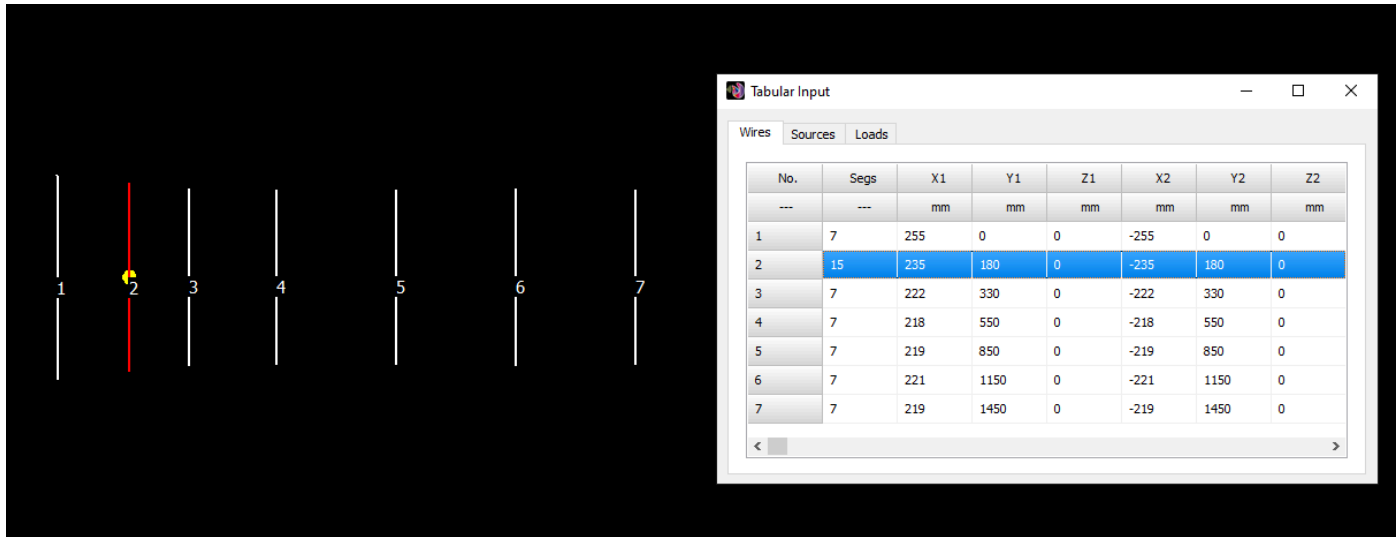 1 2 3 4 5 6 7
Tabular Input
Wires Sources Loads
No. Segs X1 Y1 Z1 X2 Y2 Z2
--- --- mm mm mm mm mm mm
1 7 255 0 0 -255 0 0
2 15 235 180 0 -235 180 0
3 7 222 330 0 -222 330 0
4 7 218 550 0 -218 550 0
5 7 219 850 0 -219 850 0
6 7 221 1150 0 -221 1150 0
7 7 219 1450 0 -219 1450 0